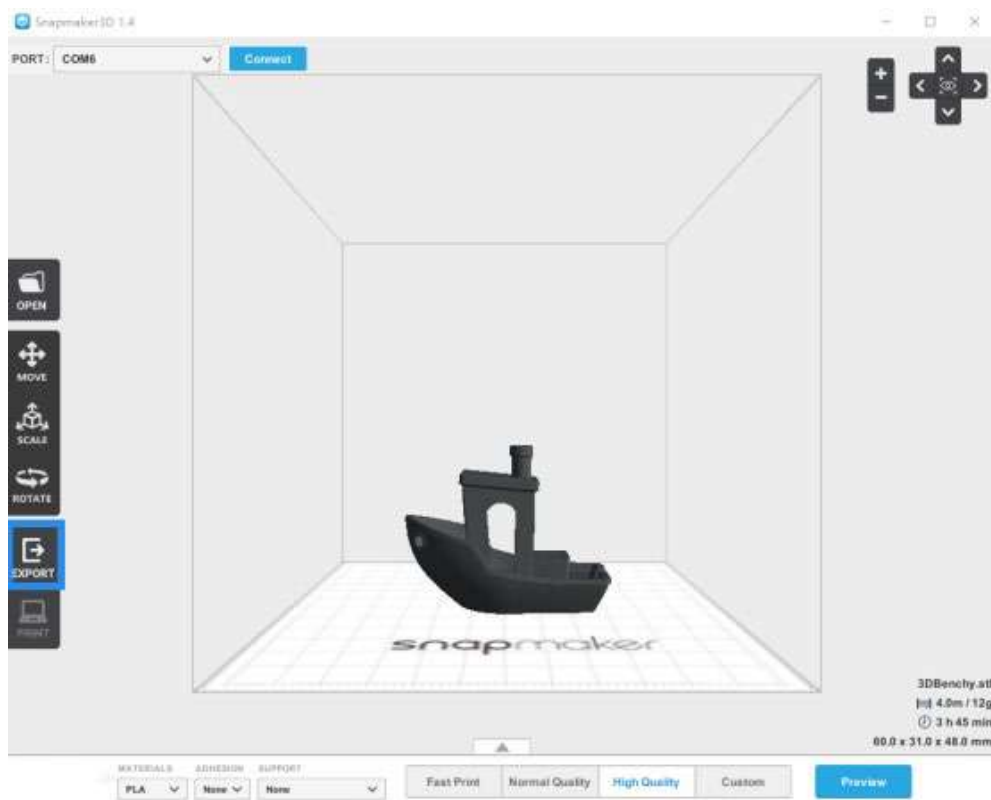 Snapmaker3D 1.4
PORT: COM6 Connect
OPEN
MOVE
SCALE
ROTATE
EXPORT
PRINT
snapmaker
3DBenchy.stl
4.0m / 12g
3 h 45 min
60.0 x 31.0 x 48.0 mm
MATERIALS ADHESION SUPPORT
PLA None None
Fast Print Normal Quality High Quality Custom Preview